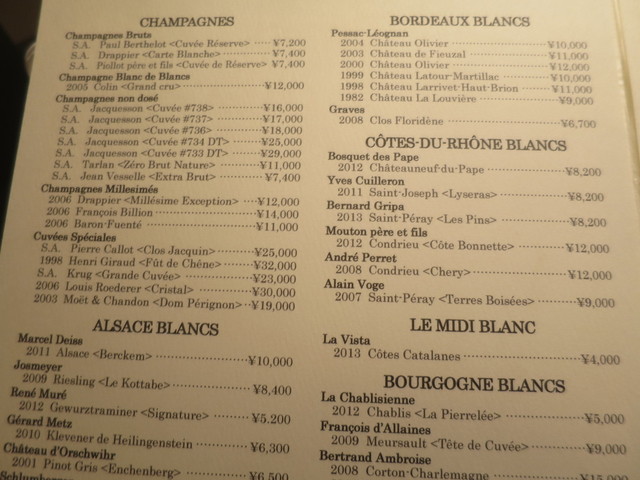 CHAMPAGNES
Champagnes Bruts
S.A. Paul Berthelot <Cuvée Réserve> ····· ¥7,200
S.A. Drappier <Carte Blanche> ············ ¥7,400
S.A. Piollot père et fils <Cuvée de Réserve> ¥7,400
Champagne Blanc de Blancs
2005 Colin <Grand cru> ·················· ¥12,000
Champagnes non dosé
S.A. Jacquesson <Cuvée #738> ·········· ¥16,000
S.A. Jacquesson <Cuvée #737> ·········· ¥17,000
S.A. Jacquesson <Cuvée #736> ·········· ¥18,000
S.A. Jacquesson <Cuvée #734 DT> ······ ¥25,000
S.A. Jacquesson <Cuvée #733 DT> ······ ¥29,000
S.A. Tarlan <Zéro Brut Nature> ········· ¥11,000
S.A. Jean Vesselle <Extra Brut> ········· ¥7,400
Champagnes Millesimés
2006 Drappier <Millésime Exception> ···· ¥12,000
2006 François Billion ···················· ¥14,000
2006 Baron-Fuenté ······················ ¥11,000
Cuvées Spéciales
S.A. Pierre Callot <Clos Jacquin> ········ ¥25,000
1998 Henri Giraud <Fût de Chêne> ······· ¥32,000
S.A. Krug <Grande Cuvée> ·············· ¥23,000
2006 Louis Roederer <Cristal> ··········· ¥30,000
2003 Moët & Chandon <Dom Pérignon> ·· ¥19,000
ALSACE BLANCS
Marcel Deiss
2011 Alsace <Berckem> ·················· ¥10,000
Josmeyer
2009 Riesling <Le Kottabe> ··············· ¥8,400
René Muré
2012 Gewurztraminer <Signature> ········ ¥5.200
Gérard Metz
2010 Klevener de Heilingenstein ·········· ¥6,300
Château d'Orschwihr
2001 Pinot Gris <Enchenberg> ············ ¥6,500
BORDEAUX BLANCS
Pessac-Léognan
2004 Château Olivier ···················· ¥10,000
2003 Château de Fieuzal ················· ¥11,000
2000 Château Olivier ···················· ¥12,000
1999 Château Latour-Martillac ··········· ¥10,000
1998 Château Larrivet-Haut-Brion ········ ¥11,000
1982 Château La Louvière ················ ¥9,000
Graves
2008 Clos Floridène ····················· ¥6,700
CÔTES-DU-RHÔNE BLANCS
Bosquet des Pape
2012 Châteauneuf-du-Pape ··············· ¥8,200
Yves Cuilleron
2011 Saint-Joseph <Lyseras> ············· ¥8,200
Bernard Gripa
2013 Saint-Péray <Les Pins> ············· ¥8,200
Mouton père et fils
2012 Condrieu <Côte Bonnette> ·········· ¥12,000
André Perret
2008 Condrieu <Chery> ·················· ¥12,000
Alain Voge
2007 Saint-Péray <Terres Boisées> ······· ¥9,000
LE MIDI BLANC
La Vista
2013 Côtes Catalanes ···················· ¥4,000
BOURGOGNE BLANCS
La Chablisienne
2012 Chablis <La Pierrelée> ·············· ¥5,000
François d'Allaines
2009 Meursault <Tête de Cuvée> ········· ¥9,000
Bertrand Ambroise
2008 Corton-Charlemagne ··············· ¥15,000